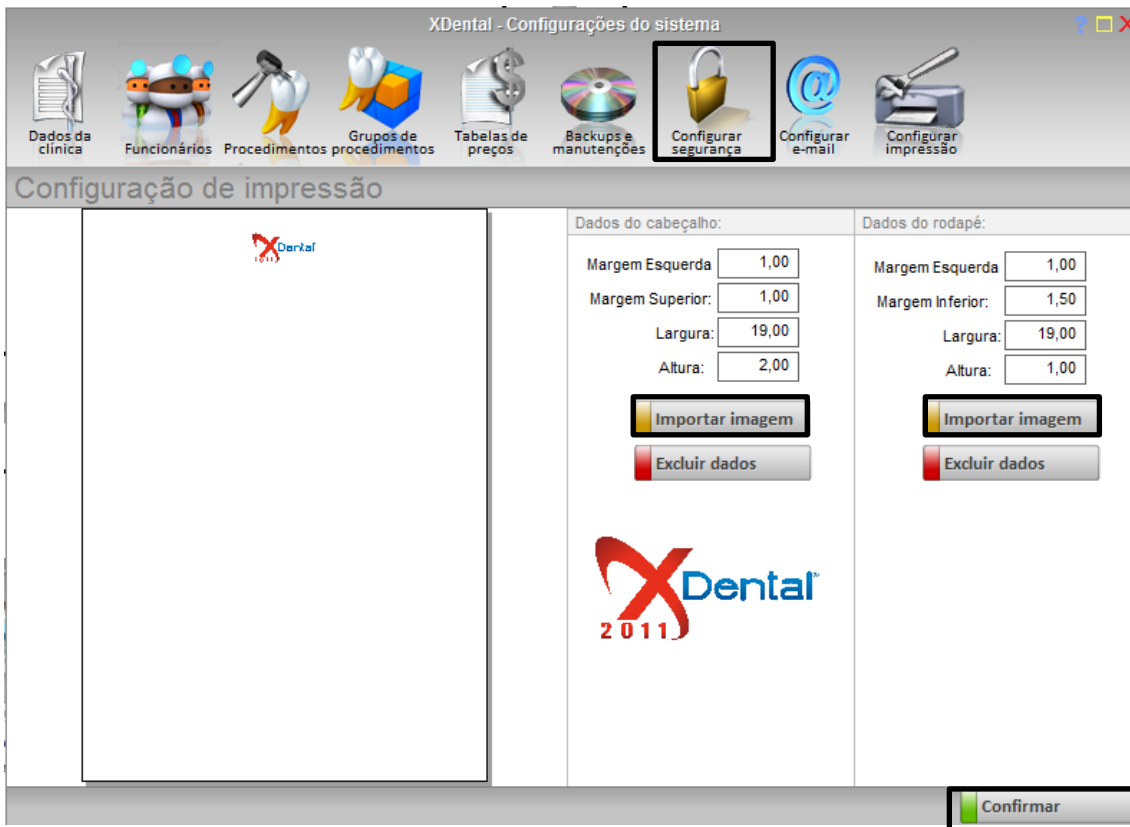 XDental - Configurações do sistema
?
X
Dados da
clínica
Funcionários
Procedimentos
Grupos de
procedimentos
Tabelas de
preços
Backups e
manutenções
Configurar
segurança
Configurar
e-mail
Configurar
impressão
Configuração de impressão
XDental
2011
Dados do cabeçalho:
Margem Esquerda 1,00
Margem Superior: 1,00
Largura: 19,00
Altura: 2,00
Importar imagem
Excluir dados
XDental
2011
Dados do rodapé:
Margem Esquerda 1,00
Margem Inferior: 1,50
Largura: 19,00
Altura: 1,00
Importar imagem
Excluir dados
Confirmar